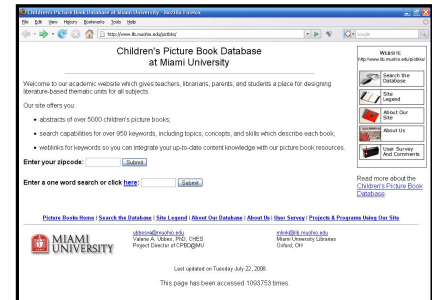 Children's Picture Book Database at Miami University - Mozilla Firefox
File Edit View History Bookmarks Tools Help
http://www.lib.muohio.edu/pictbks/
Google
Children's Picture Book Database
at Miami University
Welcome to our academic website which gives teachers, librarians, parents, and students a place for designing
literature-based thematic units for all subjects.
Our site offers you:
• abstracts of over 5000 children's picture books;
• search capabilities for over 950 keywords, including topics, concepts, and skills which describe each book;
• weblinks for keywords so you can integrate your up-to-date content knowledge with our picture book resources.
Enter your zipcode: Submit
Enter a one word search or click here: Submit
WEBSITE:
http://www.lib.muohio.edu/pictbks/
Search the
Database
Site
Legend
About Our
Site
About Us
User Survey
And Comments
Read more about the
Children's Picture Book
Database
Picture Books Home | Search the Database | Site Legend | About Our Database | About Us | User Survey | Projects & Programs Using Our Site
MIAMI
UNIVERSITY
ubbesva@muohio.edu
Valerie A. Ubbes, PhD, CHES
Project Director of CPBD@MU
Miami University Libraries
Oxford, OH
Last updated on Tuesday July 22, 2008.
This page has been accessed 1093753 times.